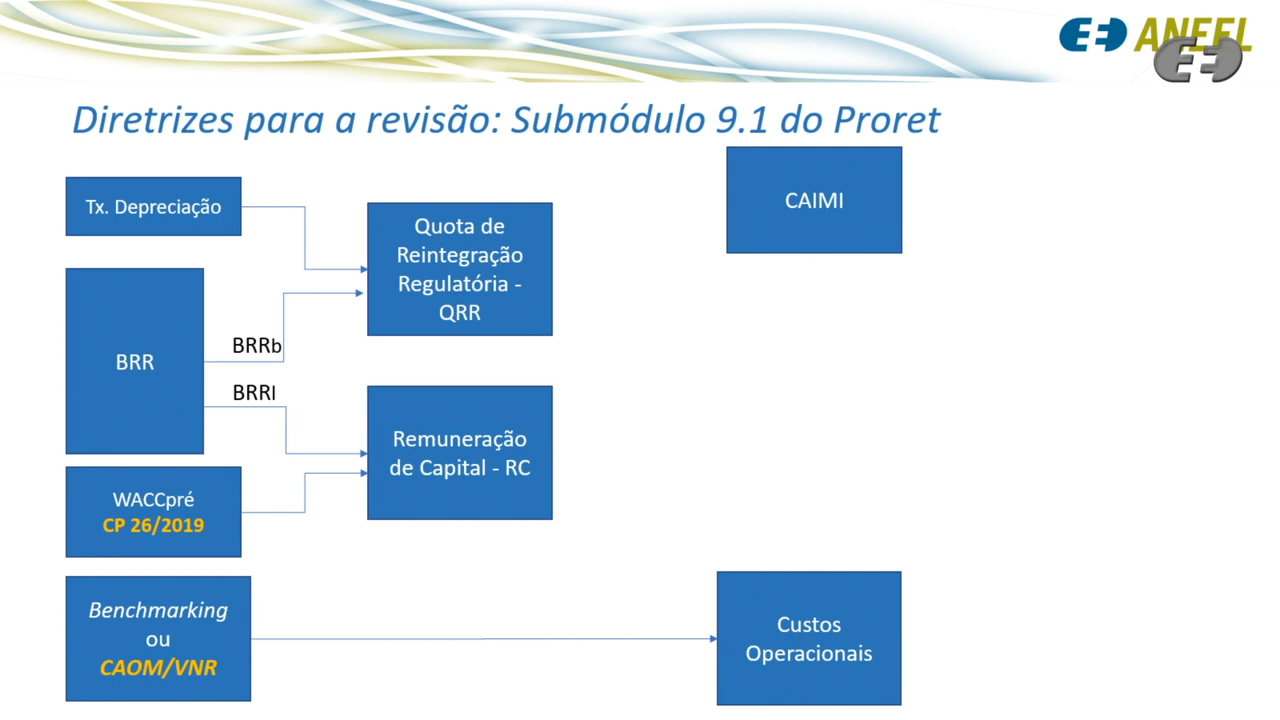 ANEEL
Diretrizes para a revisão: Submódulo 9.1 do Proret
Tx. Depreciação
Quota de
Reintegração
Regulatória -
QRR
CAIMI
BRR
BRRb
BRRl
Remuneração
de Capital - RC
WACCpré
CP 26/2019
Benchmarking
ou
CAOM/VNR
Custos
Operacionais